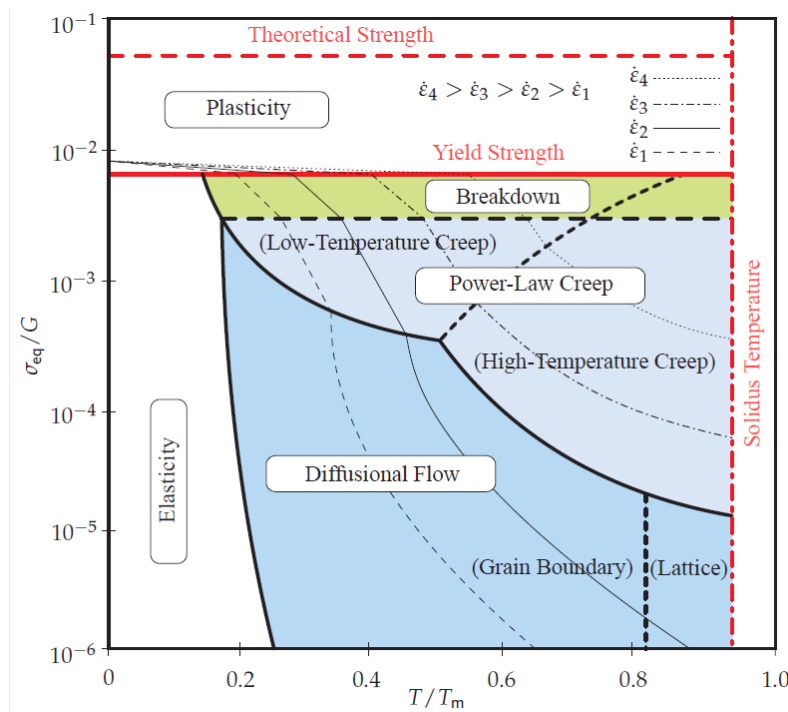 10⁻¹
Theoretical Strength
ε̇₄ > ε̇₃ > ε̇₂ > ε̇₁
ε̇₄
ε̇₃
ε̇₂
ε̇₁
Plasticity
10⁻²
Yield Strength
Breakdown
(Low-Temperature Creep)
10⁻³
Power-Law Creep
σeq/G
(High-Temperature Creep)
Solidus Temperature
10⁻⁴
Diffusional Flow
Elasticity
10⁻⁵
(Grain Boundary)
(Lattice)
10⁻⁶
0
0.2
0.4
0.6
0.8
1.0
T/Tm